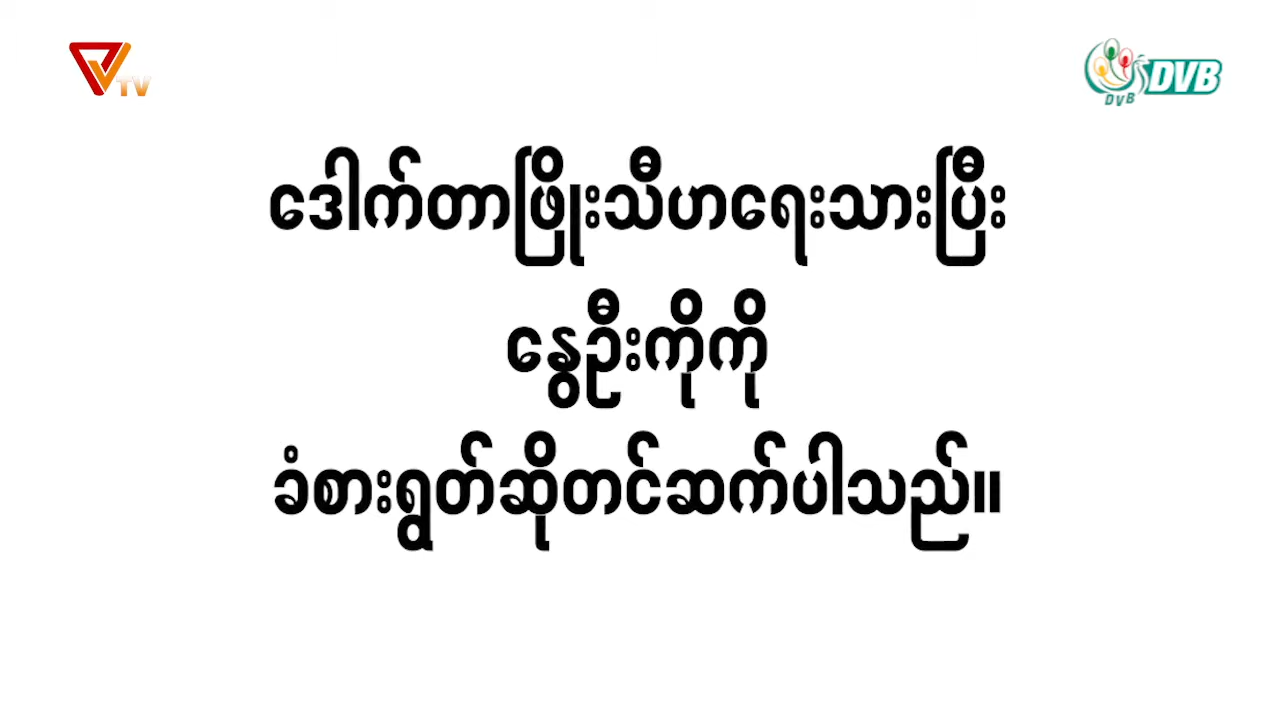 TV
DVB
DVB
ဒေါက်တာဖြိုးသီဟရေးသားပြီး
နွေဦးကိုကို
ခံစားရွတ်ဆိုတင်ဆက်ပါသည်။